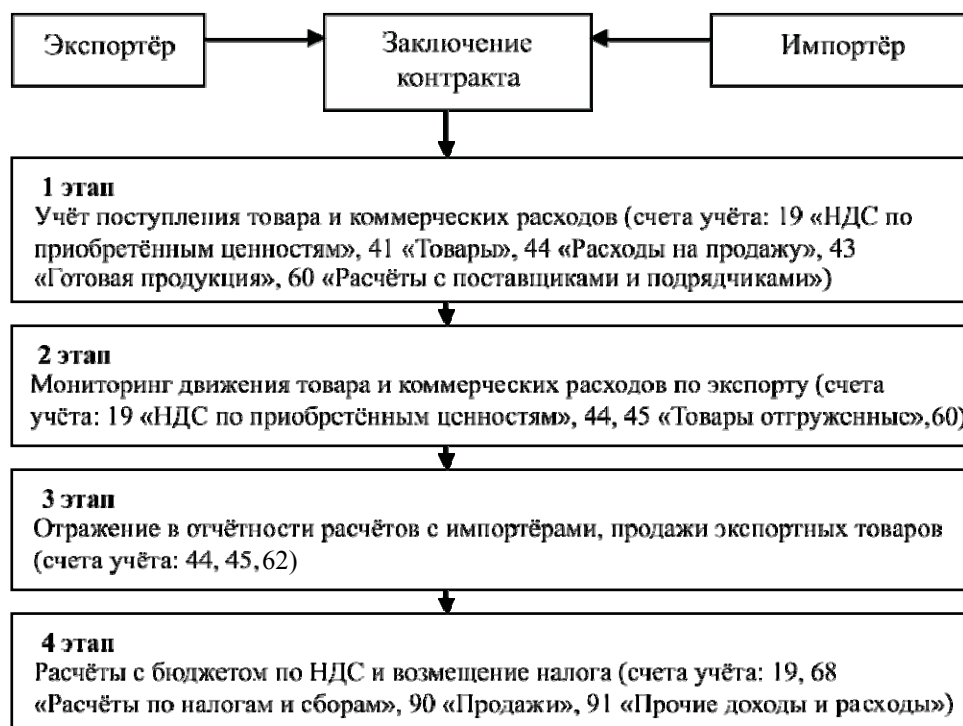 Экспортёр
Заключение
контракта
Импортёр
1 этап
Учёт поступления товара и коммерческих расходов (счета учёта: 19 «НДС по
приобретённым ценностям», 41 «Товары», 44 «Расходы на продажу», 43
«Готовая продукция», 60 «Расчёты с поставщиками и подрядчиками»)
2 этап
Мониторинг движения товара и коммерческих расходов по экспорту (счета
учёта: 19 «НДС по приобретённым ценностям», 44, 45 «Товары отгруженные»,60)
3 этап
Отражение в отчётности расчётов с импортёрами, продажи экспортных товаров
(счета учёта: 44, 45,62)
4 этап
Расчёты с бюджетом по НДС и возмещение налога (счета учёта: 19, 68
«Расчёты по налогам и сборам», 90 «Продажи», 91 «Прочие доходы и расходы»)